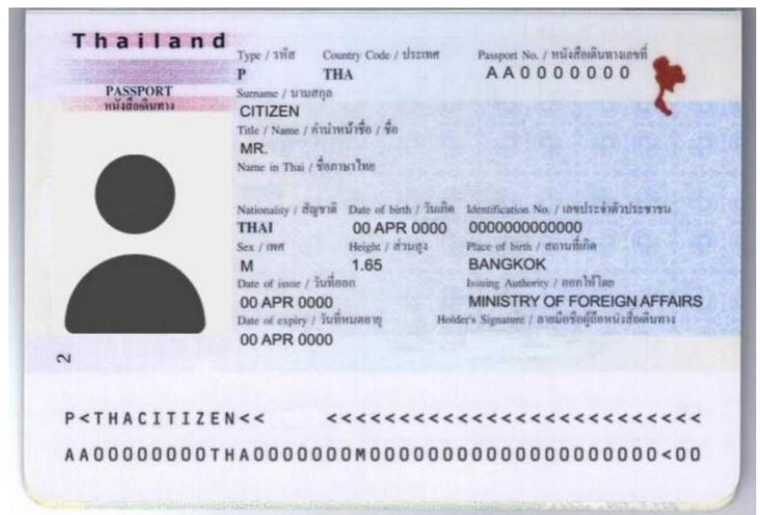 Thailand
Type / รหัส Country Code / ประเทศ Passport No. / หนังสือเดินทางเลขที่
P THA AA0000000
PASSPORT
หนังสือเดินทาง
Surname / นามสกุล
CITIZEN
Title / Name / คำนำหน้าชื่อ / ชื่อ
MR.
Name in Thai / ชื่อภาษาไทย
Nationality / สัญชาติ Date of birth / วันเกิด Identification No. / เลขประจำตัวประชาชน
THAI 00 APR 0000 0000000000000
Sex / เพศ Height / ส่วนสูง Place of birth / สถานที่เกิด
M 1.65 BANGKOK
Date of issue / วันที่ออก Issuing Authority / ออกให้โดย
00 APR 0000 MINISTRY OF FOREIGN AFFAIRS
Date of expiry / วันที่หมดอายุ Holder's Signature / ลายมือชื่อผู้ถือหนังสือเดินทาง
00 APR 0000
2
P<THACITIZEN<< <<<<<<<<<<<<<<<<<<<<<<<<<<
AA00000000THA0000000M0000000000000000000000<00